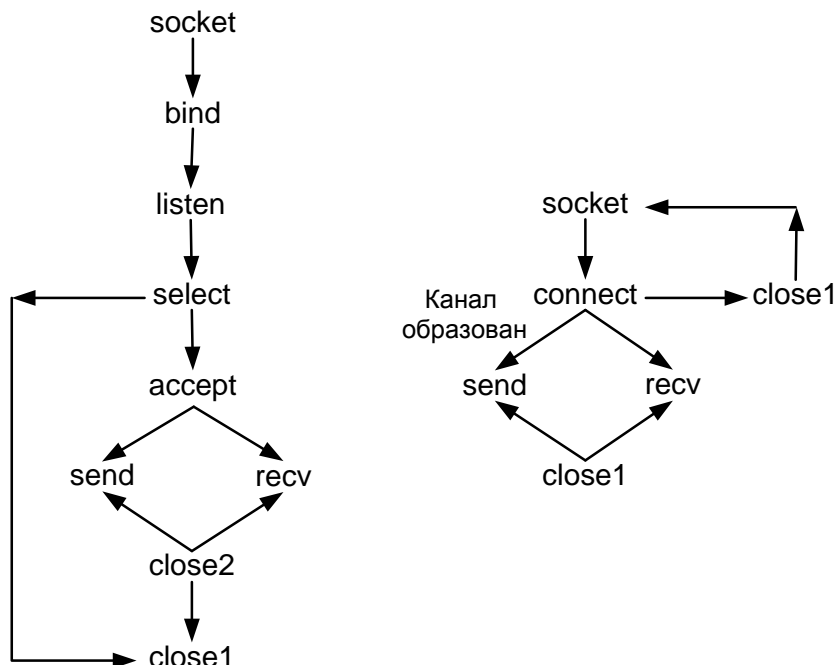 socket
bind
listen
select
accept
send
recv
close2
close1
socket
connect
close1
Канал
образован
send
recv
close1